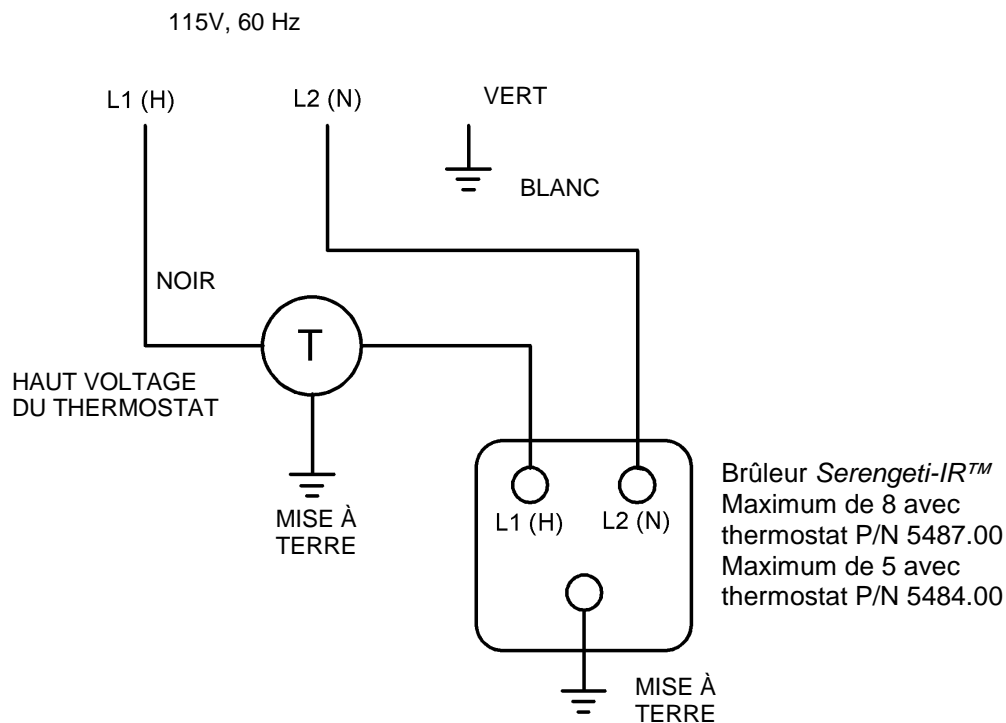 115V, 60 Hz
L1 (H)
L2 (N)
VERT
BLANC
NOIR
T
HAUT VOLTAGE
DU THERMOSTAT
MISE À
TERRE
L1 (H)
L2 (N)
Brûleur Serengeti-IR™
Maximum de 8 avec
thermostat P/N 5487.00
Maximum de 5 avec
thermostat P/N 5484.00
MISE À
TERRE